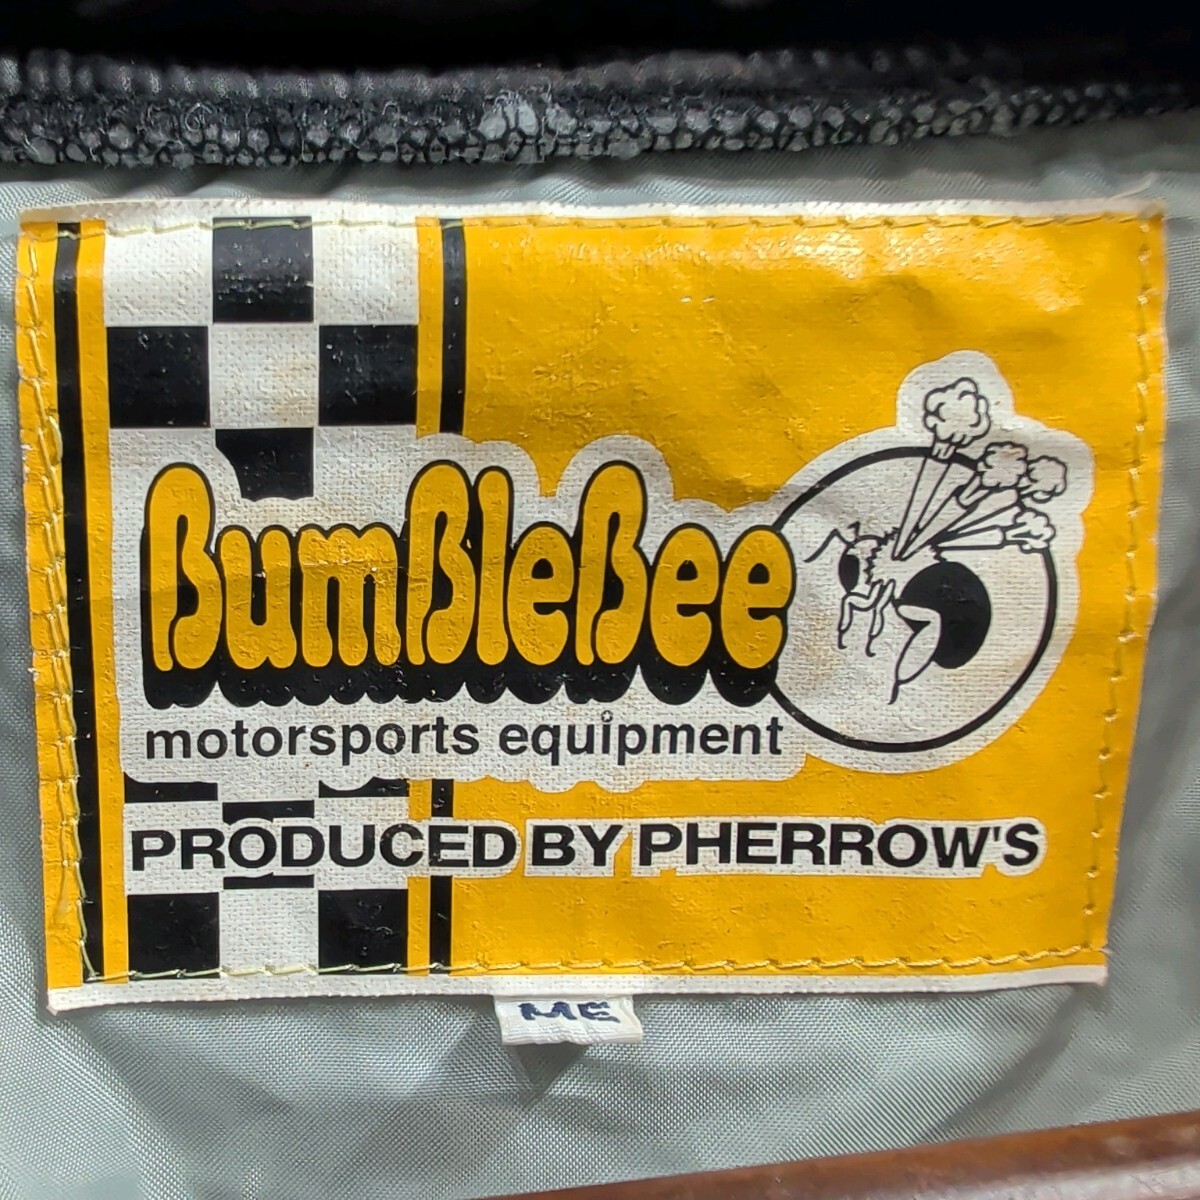 BumBleBee
motorsports equipment
PRODUCED BY PHERROW'S
ME